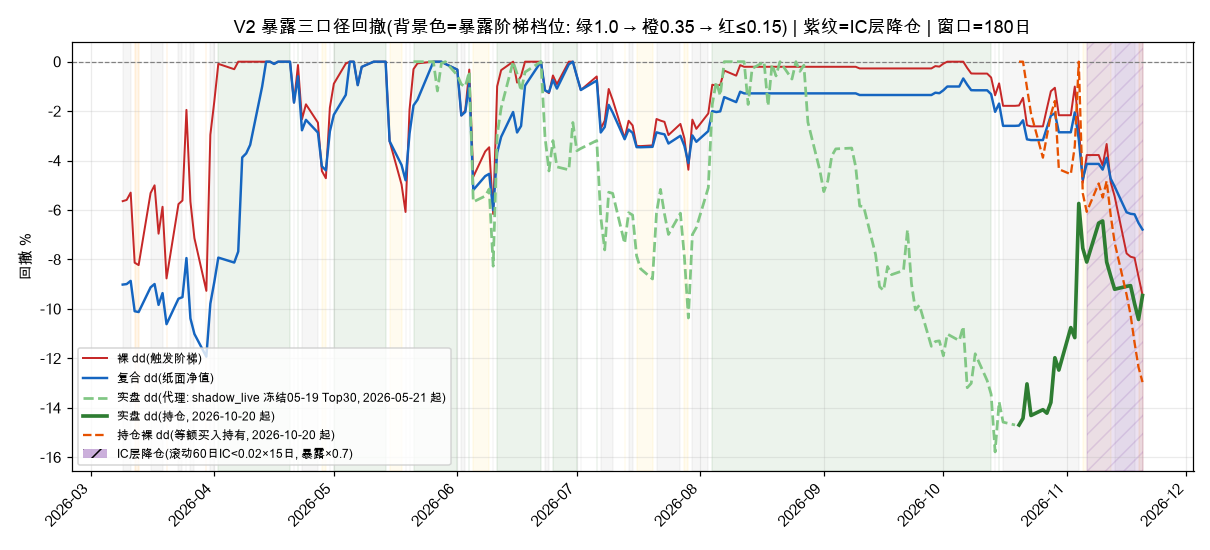 V2 暴露三口径回撤(背景色=暴露阶梯档位: 绿1.0 → 橙0.35 → 红≤0.15) | 紫纹=IC层降仓 | 窗口=180日
回撤 %
0
-2
-4
-6
-8
-10
-12
-14
-16
裸 dd(触发阶梯)
复合 dd(纸面净值)
实盘 dd(代理: shadow_live 冻结05-19 Top30, 2026-05-21 起)
实盘 dd(持仓, 2026-10-20 起)
持仓裸 dd(等额买入持有, 2026-10-20 起)
IC层降仓(滚动60日IC<0.02×15日, 暴露×0.7)
2026-03
2026-04
2026-05
2026-06
2026-07
2026-08
2026-09
2026-10
2026-11
2026-12